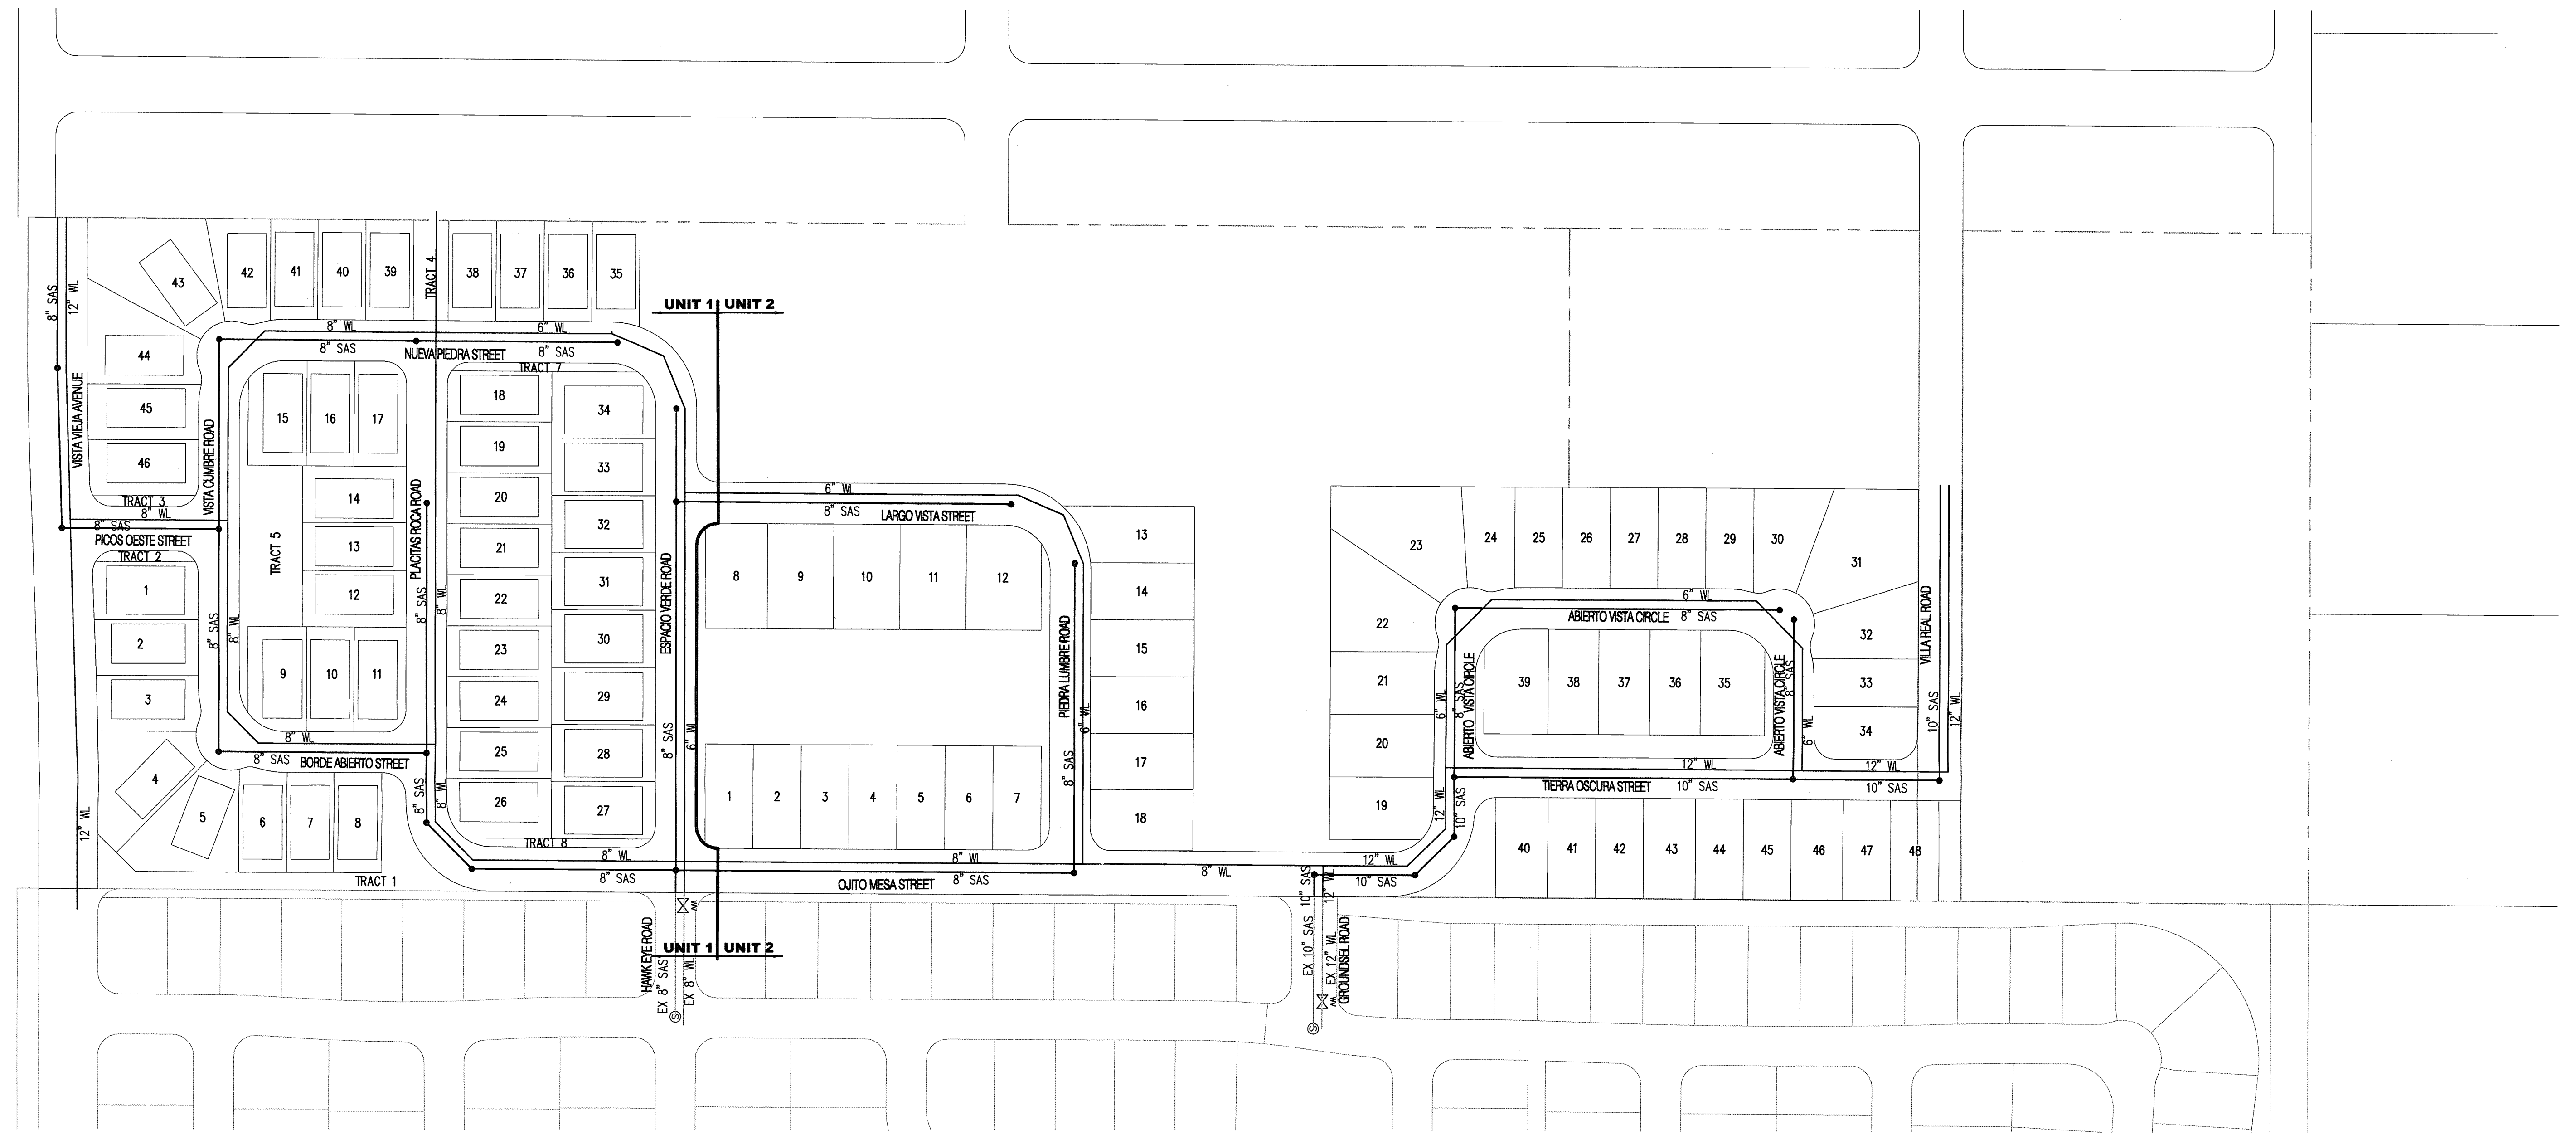 8" SAS
12" WL
43
42
41
40
39
TRACT 4
38
37
36
35
UNIT 1
UNIT 2
8" WL
6" WL
8" SAS
NUEVA PIEDRA STREET
8" SAS
44
45
46
VISTA VIEJA AVENUE
VISTA CUMBRE ROAD
TRACT 3
8" WL
8" SAS
PICOS OESTE STREET
TRACT 2
1
2
3
8" SAS
8" WL
4
5
6
7
8
12" WL
TRACT 1
15
16
17
14
13
12
TRACT 5
9
10
11
PLACITAS ROCA ROAD
8" SAS
8" WL
8" WL
8" SAS
BORDE ABIERTO STREET
8" SAS
8" WL
TRACT 7
18
19
20
21
22
23
24
25
26
34
33
32
31
30
29
28
27
TRACT 8
ESPACIO VERDE ROAD
8" SAS
6" WL
6" WL
8" SAS
LARGO VISTA STREET
8
9
10
11
12
1
2
3
4
5
6
7
PIEDRA LUMBRE ROAD
6" WL
8" SAS
13
14
15
16
17
18
8" WL
8" SAS
8" WL
8" SAS
OJITO MESA STREET
8" WL
12" WL
10" SAS
10" SAS
12" WL
HAWK EYE ROAD
EX 8" SAS
EX 8" WL
WV
UNIT 1
UNIT 2
S
EX 10" SAS
EX 12" WL
GROUNDSEL ROAD
WV
S
23
24
25
26
27
28
29
30
31
22
21
20
19
32
33
34
6" WL
ABIERTO VISTA CIRCLE
8" SAS
39
38
37
36
35
6" WL
8" SAS
ABIERTO VISTA CIRCLE
ABIERTO VISTA CIRCLE
8" SAS
6" WL
VILLA REAL ROAD
10" SAS
12" WL
12" WL
12" WL
TIERRA OSCURA STREET
10" SAS
10" SAS
12" WL
10" SAS
40
41
42
43
44
45
46
47
48